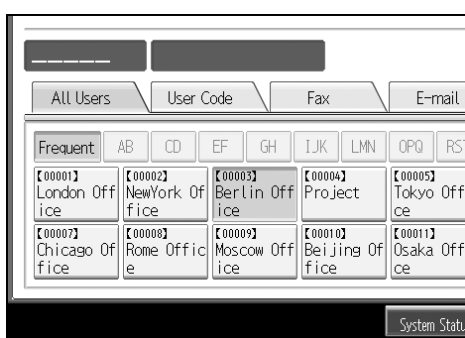 _____
All Users User Code Fax E-mail
Frequent AB CD EF GH IJK LMN OPQ RST
[00001] [00002] [00003] [00004] [00005]
London Off NewYork Of Berlin Off Project Tokyo Off
ice fice ice ce
[00007] [00008] [00009] [00010] [00011]
Chicago Of Rome Offic Moscow Off Beijing Of Osaka Off
fice e ice fice ce
System Statu